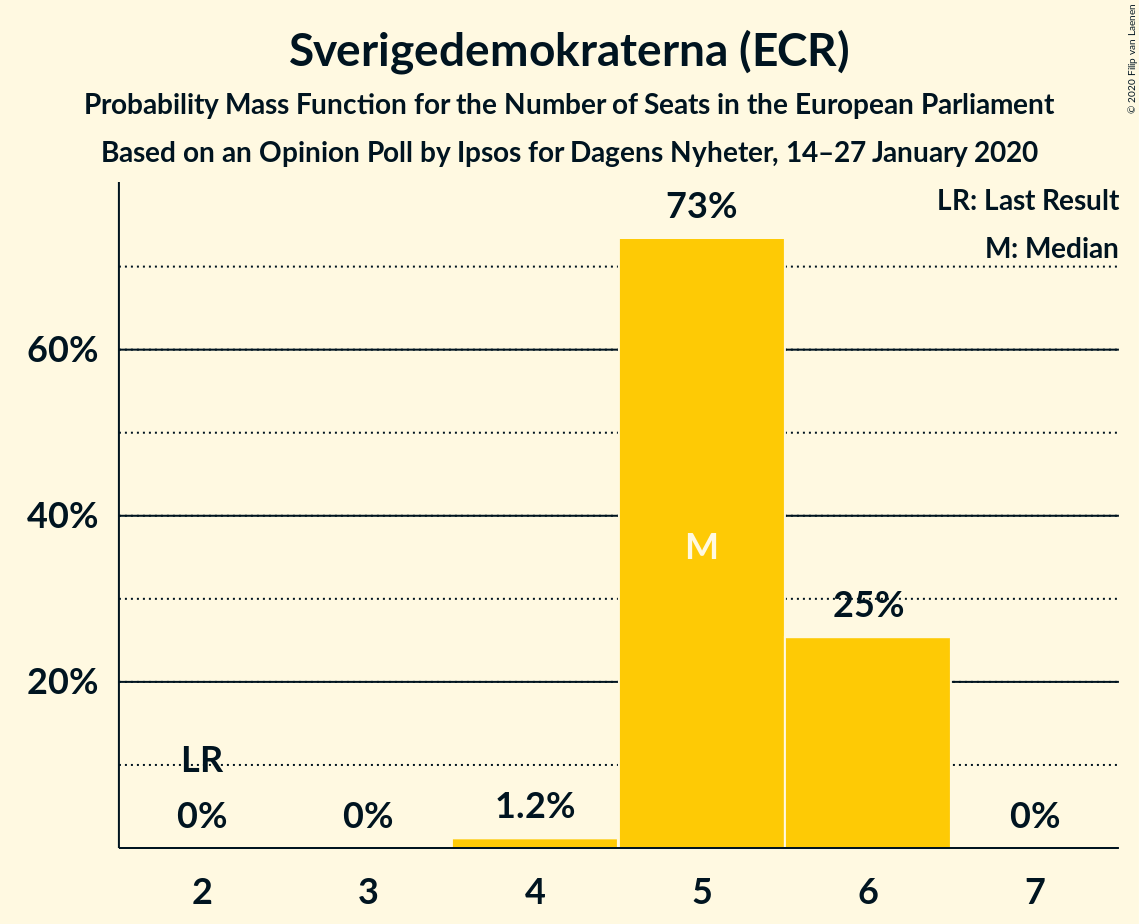 Sverigedemokraterna (ECR)
Probability Mass Function for the Number of Seats in the European Parliament
Based on an Opinion Poll by Ipsos for Dagens Nyheter, 14–27 January 2020
© 2020 Filip van Laenen
LR: Last Result
M: Median
73%
60%
40%
M
25%
20%
LR
0%
0%
1.2%
0%
2 3 4 5 6 7